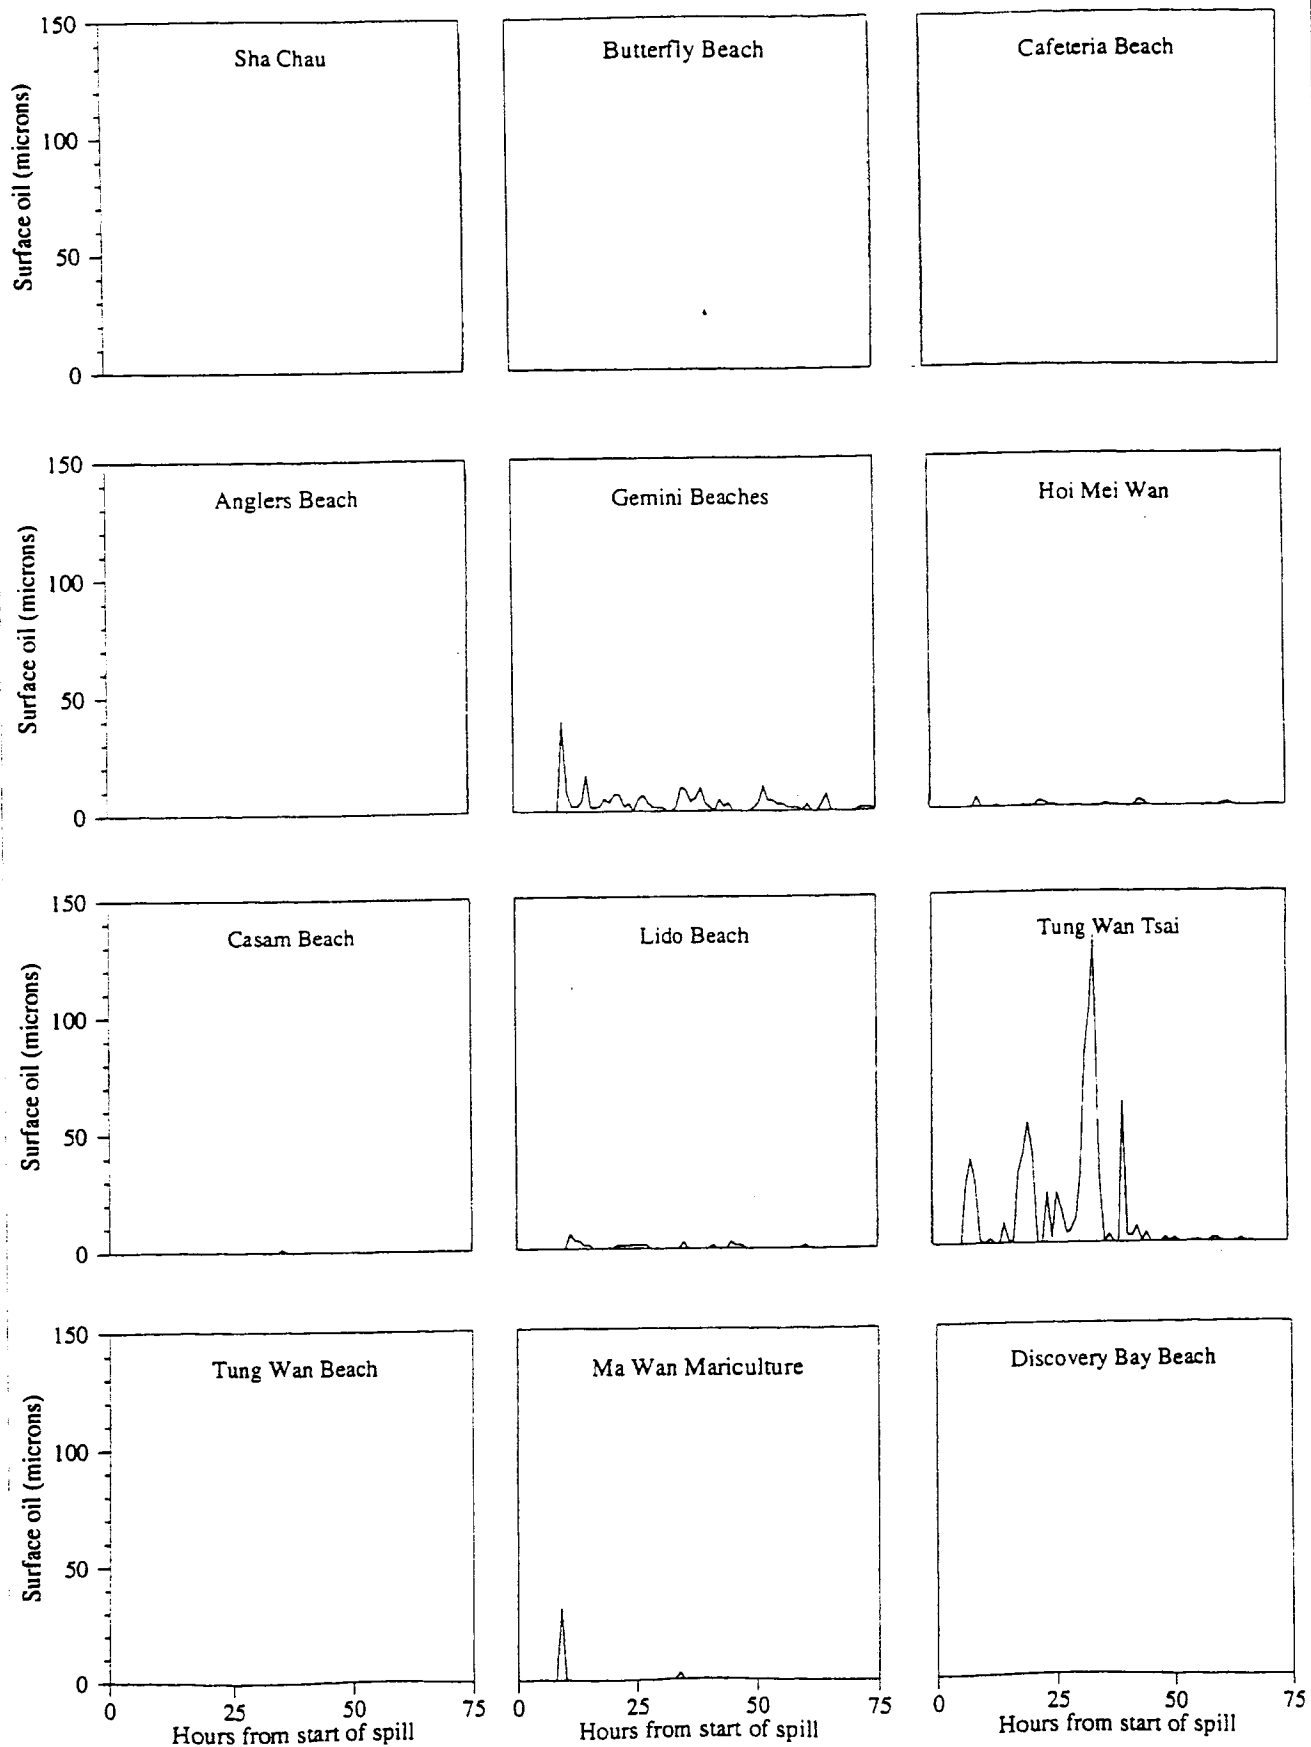 150
100
50
0
Surface oil (microns)
Sha Chau
Butterfly Beach
Cafeteria Beach
150
100
50
0
Surface oil (microns)
Anglers Beach
Gemini Beaches
Hoi Mei Wan
150
100
50
0
Surface oil (microns)
Casam Beach
Lido Beach
Tung Wan Tsai
150
100
50
0
Surface oil (microns)
Tung Wan Beach
Ma Wan Mariculture
Discovery Bay Beach
0 25 50 75
Hours from start of spill
0 25 50 75
Hours from start of spill
0 25 50 75
Hours from start of spill